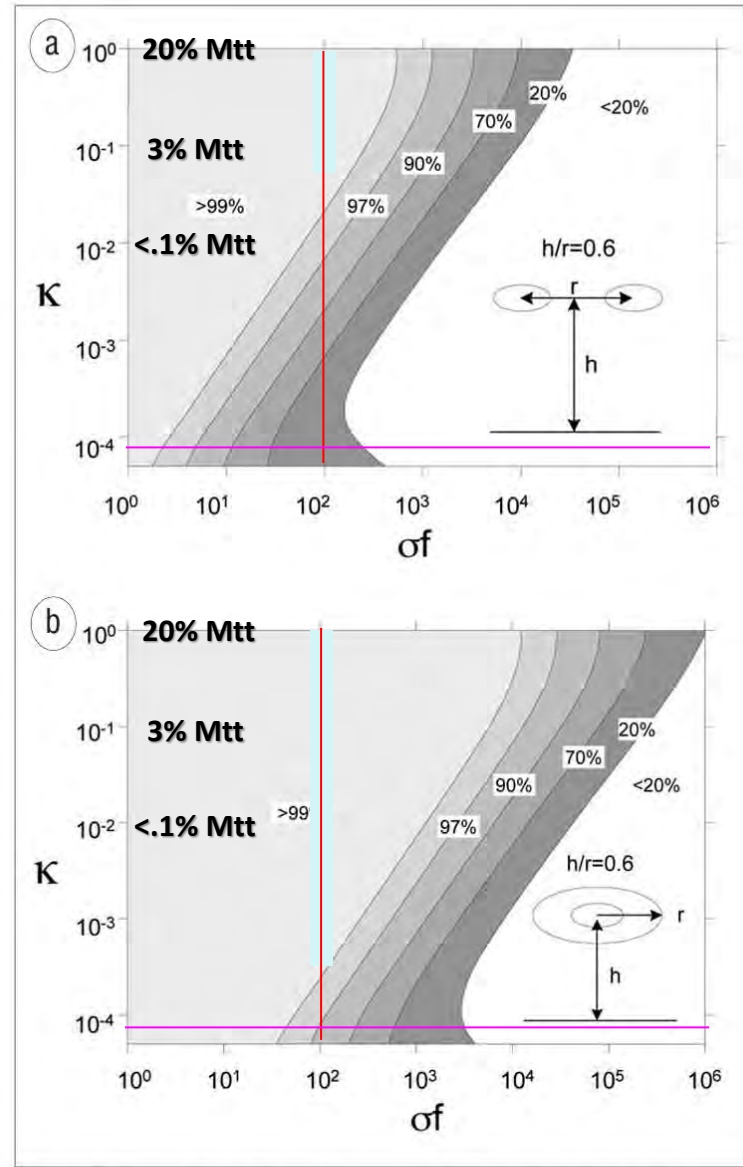 a
10⁰
20% Mtt
20%
<20%
70%
10⁻¹
3% Mtt
90%
>99%
97%
10⁻²
<.1% Mtt
h/r=0.6
κ
r
10⁻³
h
10⁻⁴
10⁰ 10¹ 10² 10³ 10⁴ 10⁵ 10⁶
σf
b
10⁰
20% Mtt
10⁻¹
3% Mtt
20%
70%
90%
<20%
>99
10⁻²
<.1% Mtt
97%
h/r=0.6
κ
10⁻³
r
h
10⁻⁴
10⁰ 10¹ 10² 10³ 10⁴ 10⁵ 10⁶
σf